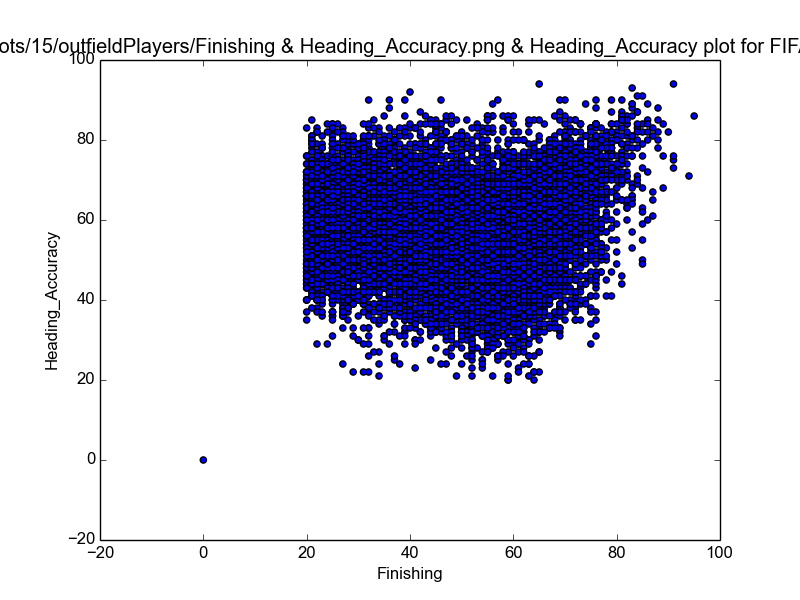 ots/15/outfieldPlayers/Finishing & Heading_Accuracy.png & Heading_Accuracy plot for FIFA
100
80
60
40
20
0
−20
Heading_Accuracy
−20 0 20 40 60 80 100
Finishing